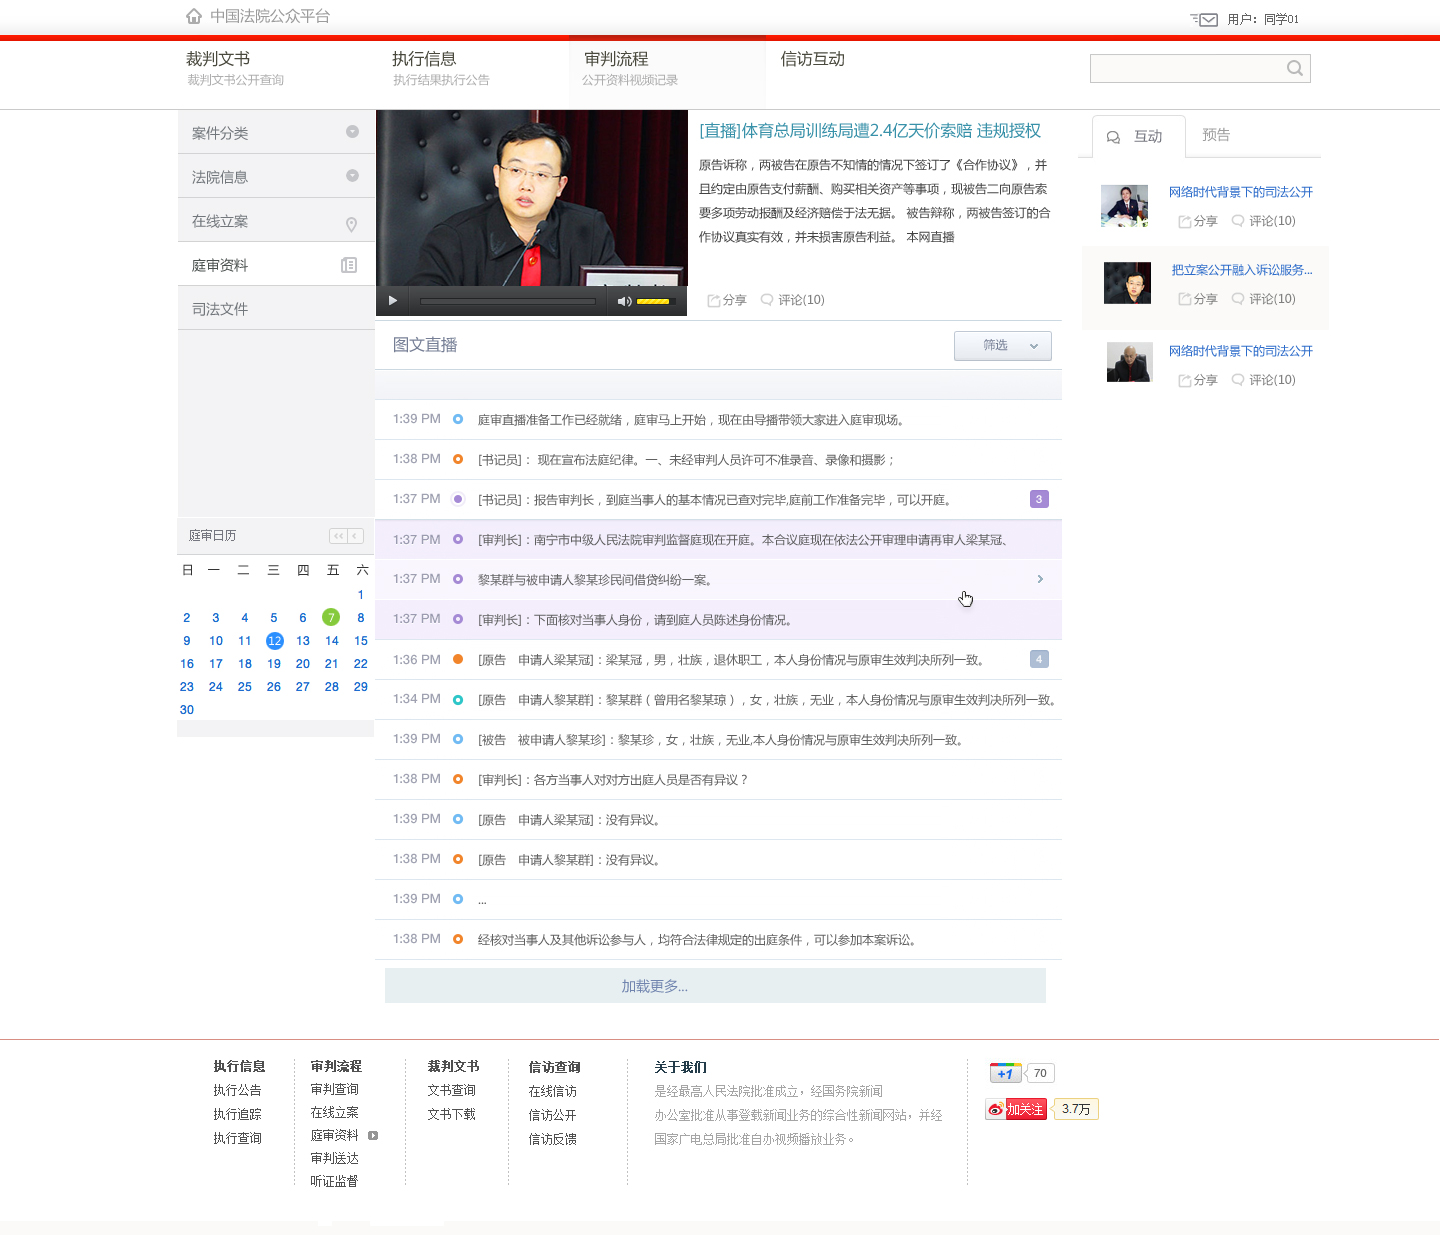 中国法院公众平台
用户：同学01
裁判文书
裁判文书公开查询
执行信息
执行结果执行公告
审判流程
公开资料视频记录
信访互动
案件分类
法院信息
在线立案
庭审资料
司法文件
[直播]体育总局训练局遭2.4亿天价索赔 违规授权
原告诉称，两被告在原告不知情的情况下签订了《合作协议》，并
且约定由原告支付薪酬、购买相关资产等事项，现被告二向原告索
要多项劳动报酬及经济赔偿于法无据。 被告辩称，两被告签订的合
作协议真实有效，并未损害原告利益。 本网直播
分享 评论(10)
互动 预告
网络时代背景下的司法公开
分享 评论(10)
把立案公开融入诉讼服务...
分享 评论(10)
网络时代背景下的司法公开
分享 评论(10)
图文直播
筛选
1:39 PM 庭审直播准备工作已经就绪，庭审马上开始，现在由导播带领大家进入庭审现场。
1:38 PM [书记员]： 现在宣布法庭纪律。一、未经审判人员许可不准录音、录像和摄影；
1:37 PM [书记员]：报告审判长，到庭当事人的基本情况已查对完毕,庭前工作准备完毕，可以开庭。 3
1:37 PM [审判长]：南宁市中级人民法院审判监督庭现在开庭。本合议庭现在依法公开审理申请再审人梁某冠、
1:37 PM 黎某群与被申请人黎某珍民间借贷纠纷一案。
1:37 PM [审判长]：下面核对当事人身份，请到庭人员陈述身份情况。
1:36 PM [原告 申请人梁某冠]：梁某冠，男，壮族，退休职工，本人身份情况与原审生效判决所列一致。 4
1:34 PM [原告 申请人黎某群]：黎某群（曾用名黎某琼），女，壮族，无业，本人身份情况与原审生效判决所列一致。
1:39 PM [被告 被申请人黎某珍]：黎某珍，女，壮族，无业,本人身份情况与原审生效判决所列一致。
1:38 PM [审判长]：各方当事人对对方出庭人员是否有异议？
1:39 PM [原告 申请人梁某冠]：没有异议。
1:38 PM [原告 申请人黎某群]：没有异议。
1:39 PM ...
1:38 PM 经核对当事人及其他诉讼参与人，均符合法律规定的出庭条件，可以参加本案诉讼。
加载更多...
庭审日历
日 一 二 三 四 五 六
1
2 3 4 5 6 7 8
9 10 11 12 13 14 15
16 17 18 19 20 21 22
23 24 25 26 27 28 29
30
执行信息
执行公告
执行追踪
执行查询
审判流程
审判查询
在线立案
庭审资料
审判送达
听证监督
裁判文书
文书查询
文书下载
信访查询
在线信访
信访公开
信访反馈
关于我们
是经最高人民法院批准成立，经国务院新闻
办公室批准从事登载新闻业务的综合性新闻网站，并经
国家广电总局批准自办视频播放业务。
+1 70
加关注 3.7万